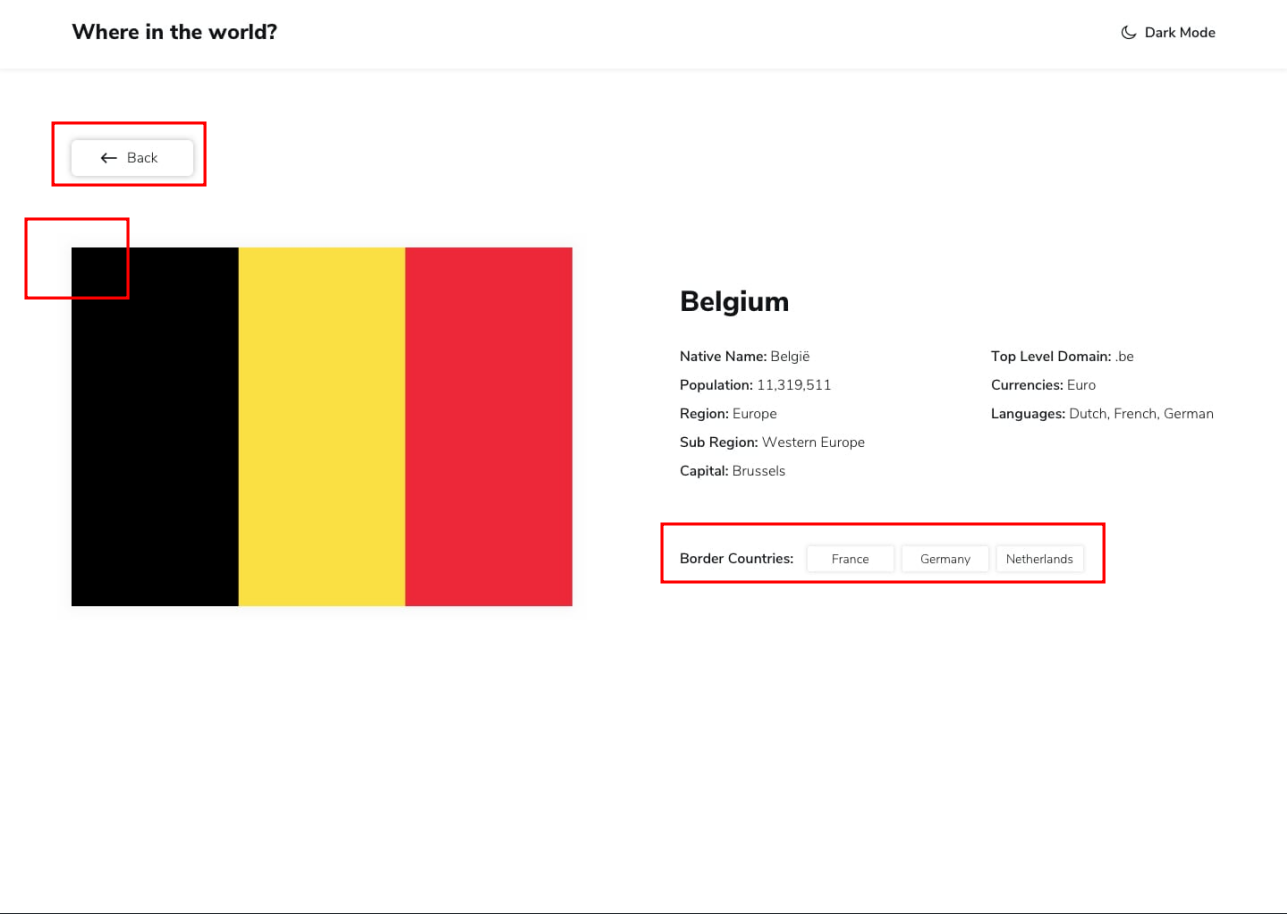 Where in the world?
Dark Mode
Back
Belgium
Native Name: België
Population: 11,319,511
Region: Europe
Sub Region: Western Europe
Capital: Brussels
Top Level Domain: .be
Currencies: Euro
Languages: Dutch, French, German
Border Countries: France Germany Netherlands